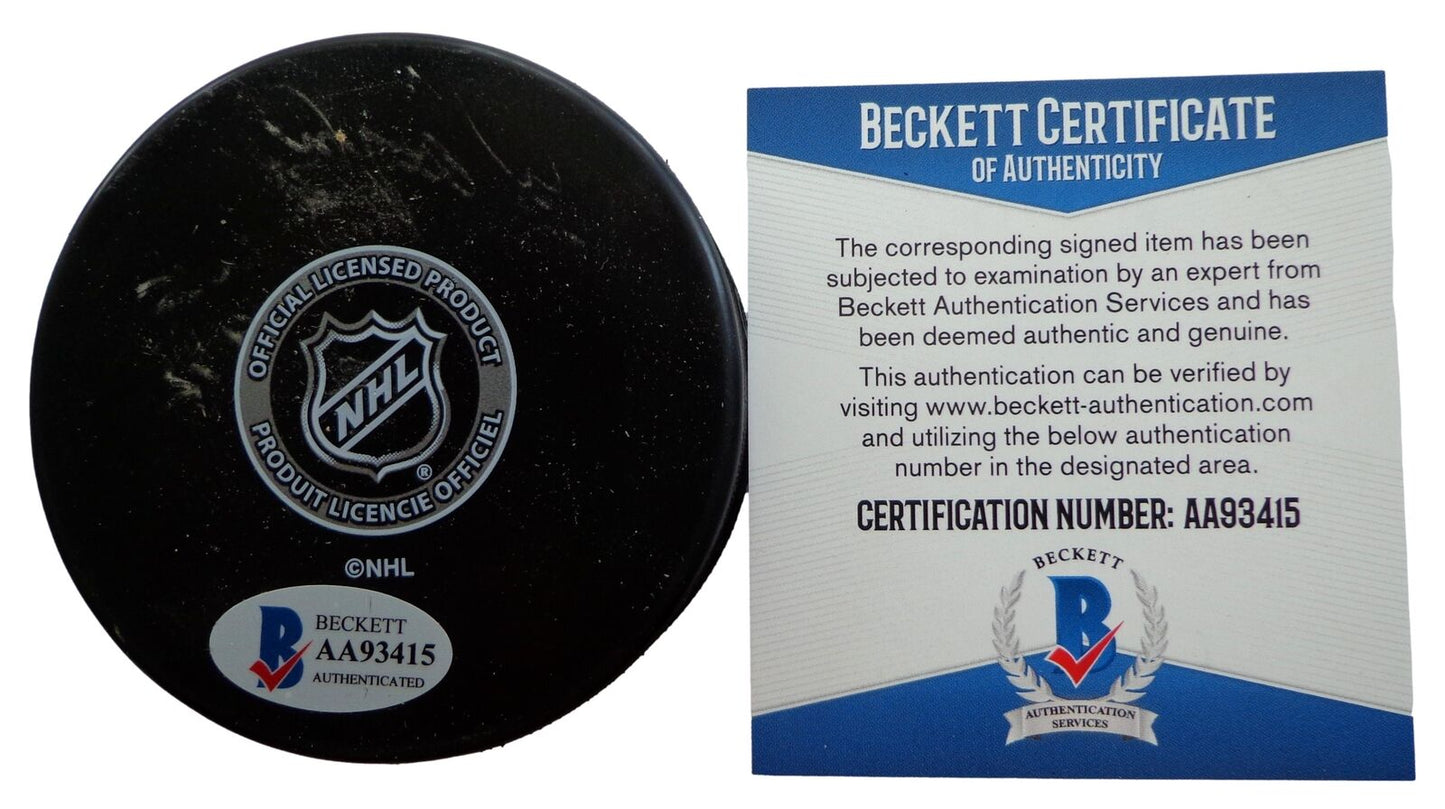 OFFICIAL LICENSED PRODUCT
NHL
®
PRODUIT LICENCIE OFFICIEL
©NHL
B
BECKETT
AA93415
AUTHENTICATED
BECKETT CERTIFICATE
OF AUTHENTICITY
The corresponding signed item has been
subjected to examination by an expert from
Beckett Authentication Services and has
been deemed authentic and genuine.
This authentication can be verified by
visiting www.beckett-authentication.com
and utilizing the below authentication
number in the designated area.
CERTIFICATION NUMBER: AA93415
BECKETT
B
AUTHENTICATION
SERVICES